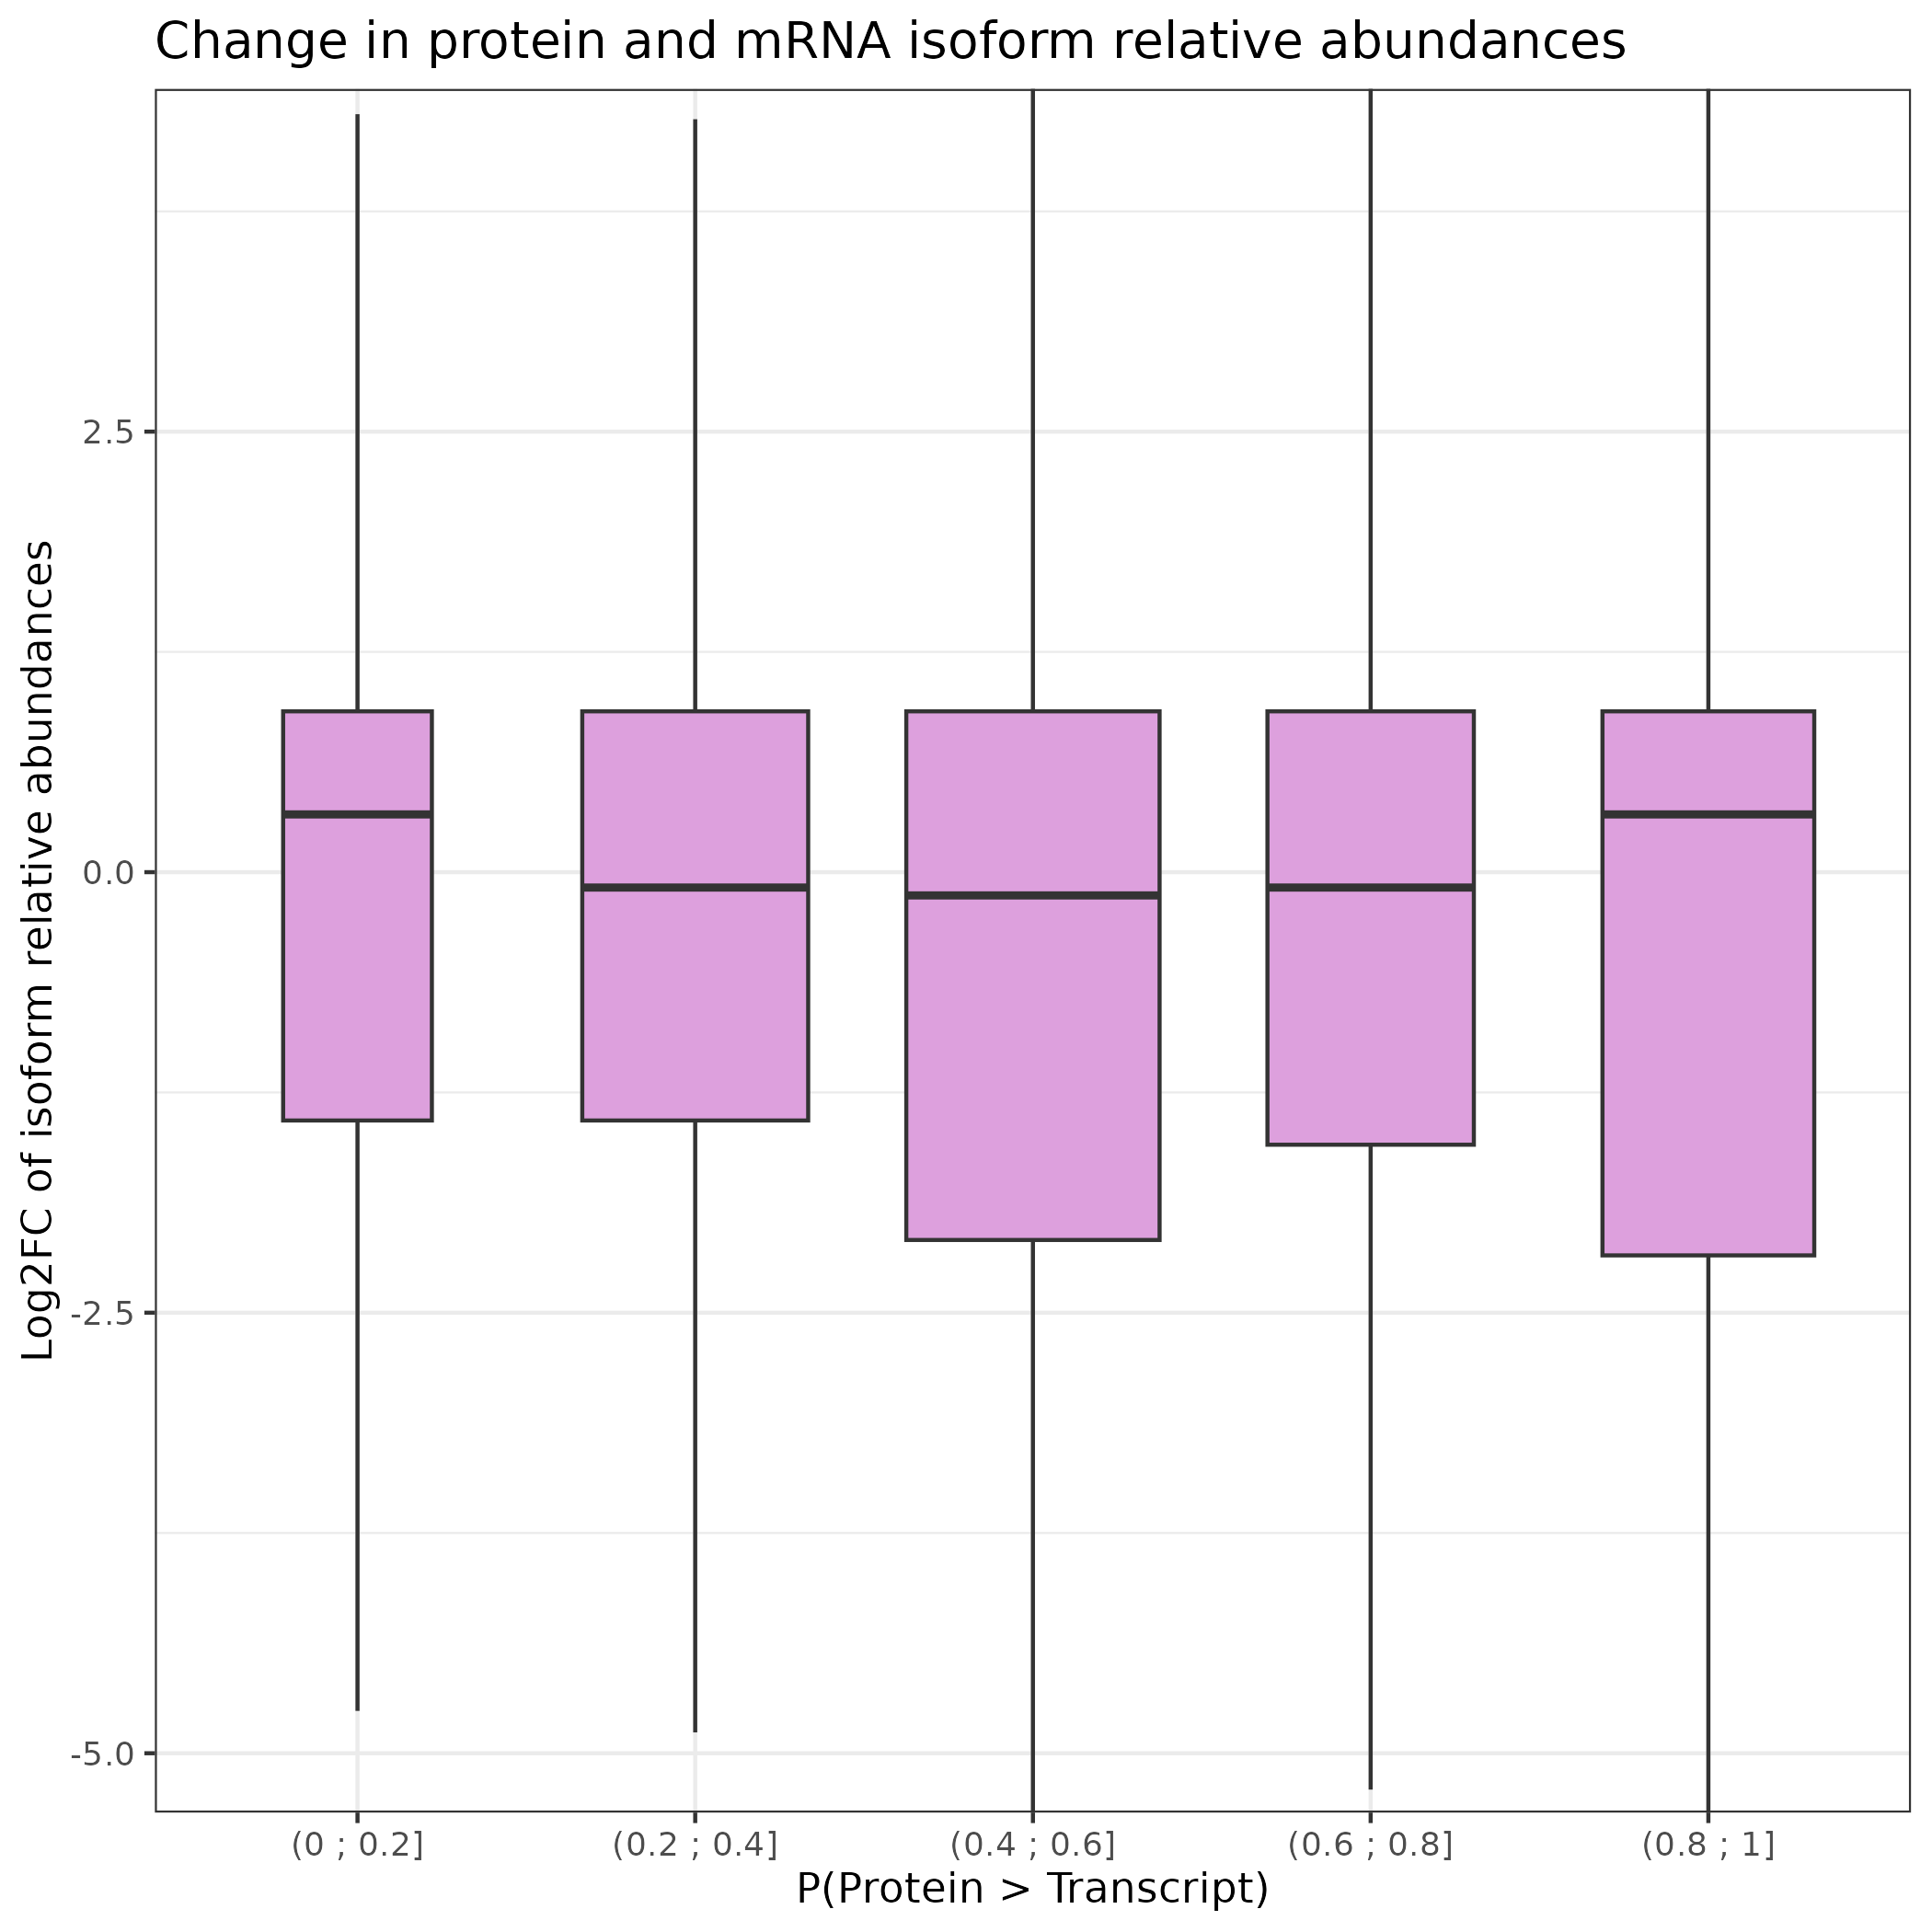 Change in protein and mRNA isoform relative abundances
Log2FC of isoform relative abundances
2.5
0.0
-2.5
-5.0
(0 ; 0.2]
(0.2 ; 0.4]
(0.4 ; 0.6]
(0.6 ; 0.8]
(0.8 ; 1]
P(Protein > Transcript)